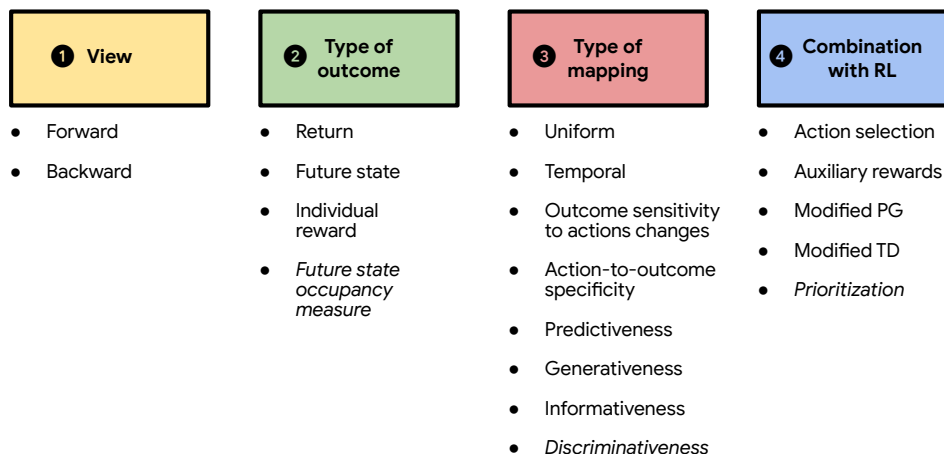 1 View
● Forward
● Backward
2 Type of
outcome
● Return
● Future state
● Individual
reward
● Future state
occupancy
measure
3 Type of
mapping
● Uniform
● Temporal
● Outcome sensitivity
to actions changes
● Action-to-outcome
specificity
● Predictiveness
● Generativeness
● Informativeness
● Discriminativeness
4 Combination
with RL
● Action selection
● Auxiliary rewards
● Modified PG
● Modified TD
● Prioritization